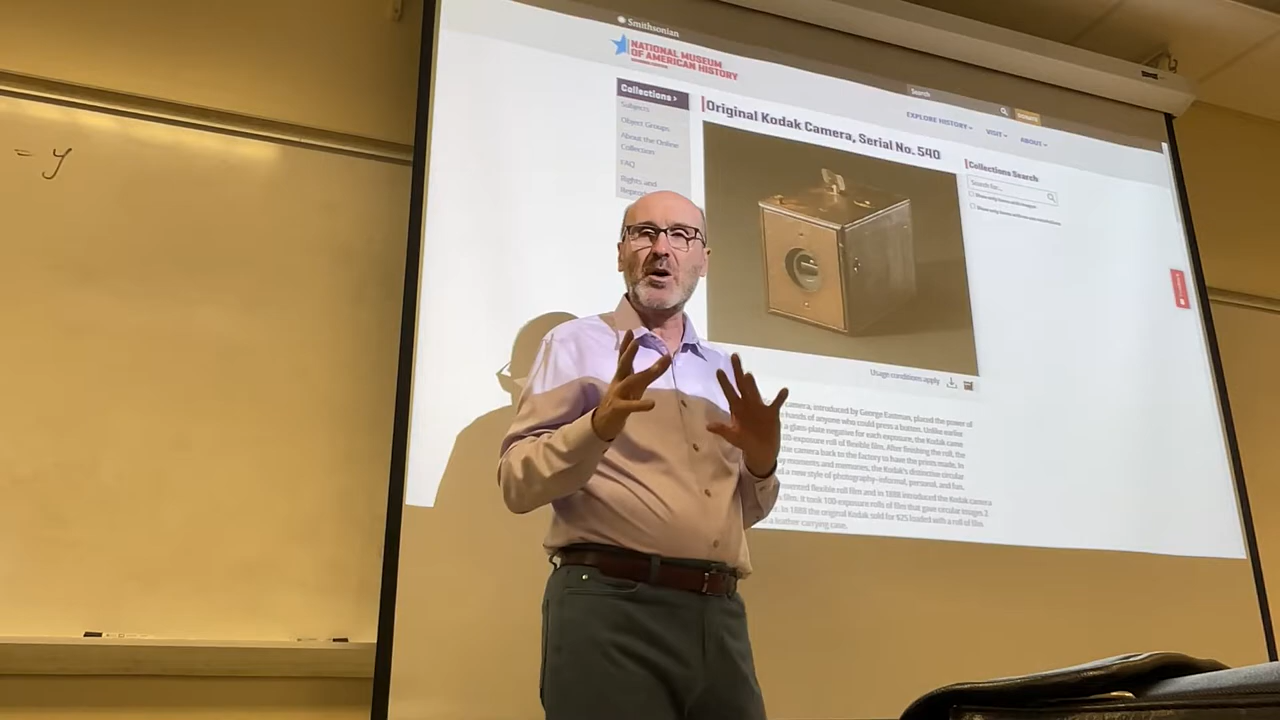 = y
Smithsonian
NATIONAL MUSEUM
OF AMERICAN HISTORY
Search
DONATE
EXPLORE HISTORY
VISIT
ABOUT
Collections >
Subjects
Object Groups
About the Online
Collection
FAQ
Rights and
Original Kodak Camera, Serial No. 540
Collections Search
Search for...
Usage conditions apply
camera, introduced by George Eastman, placed the power of
hands of anyone who could press a button. Unlike earlier
a glass-plate negative for each exposure, the Kodak came
100-exposure roll of flexible film. After finishing the roll, the
the camera back to the factory to have the prints made. In
moments and memories, the Kodak's distinctive circular
a new style of photography--informal, personal, and fun.
flexible roll film and in 1888 introduced the Kodak camera
film. It took 100-exposure rolls of film that gave circular images 2
In 1888 the original Kodak sold for $25 loaded with a roll of film
a leather carrying case.